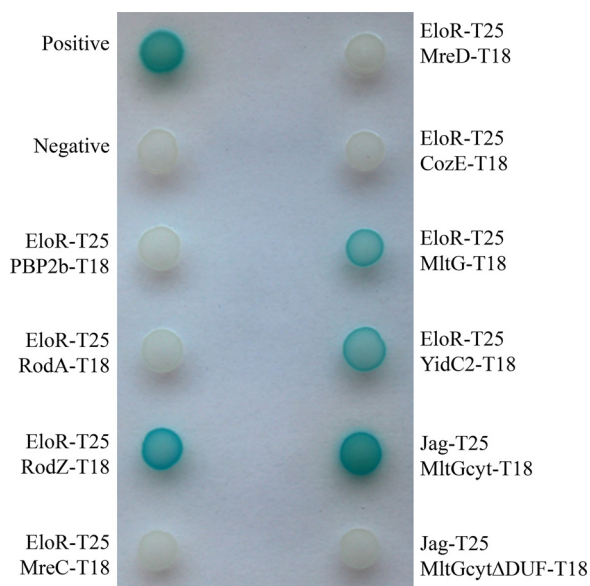 Positive
Negative
EloR-T25
PBP2b-T18
EloR-T25
RodA-T18
EloR-T25
RodZ-T18
EloR-T25
MreC-T18
EloR-T25
MreD-T18
EloR-T25
CozE-T18
EloR-T25
MltG-T18
EloR-T25
YidC2-T18
Jag-T25
MltGcyt-T18
Jag-T25
MltGcytΔDUF-T18